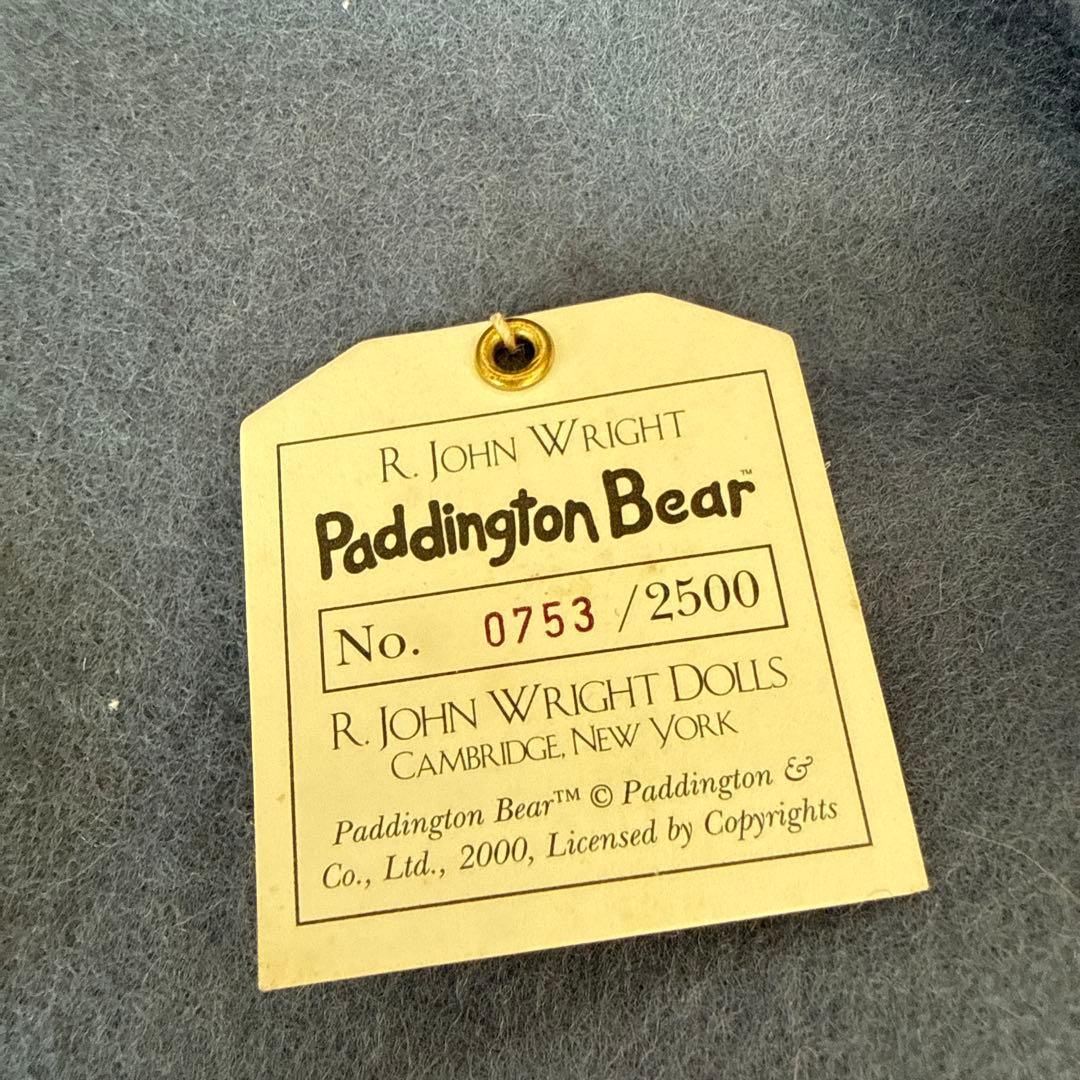 R. JOHN WRIGHT
Paddington Bear™
No. 0753 /2500
R. JOHN WRIGHT DOLLS
CAMBRIDGE, NEW YORK
Paddington Bear™ © Paddington &
Co., Ltd., 2000, Licensed by Copyrights